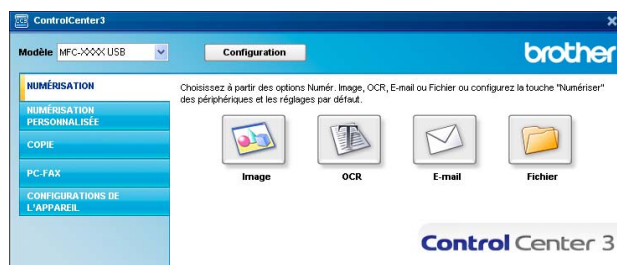 ControlCenter3
Modèle MFC-XXXX USB Configuration brother
NUMÉRISATION
Choisissez à partir des options Numér. Image, OCR, E-mail ou Fichier ou configurez la touche "Numériser"
des périphériques et les réglages par défaut.
NUMÉRISATION
PERSONNALISÉE
COPIE
PC-FAX
CONFIGURATIONS DE
L'APPAREIL
Image OCR E-mail Fichier
Control Center 3